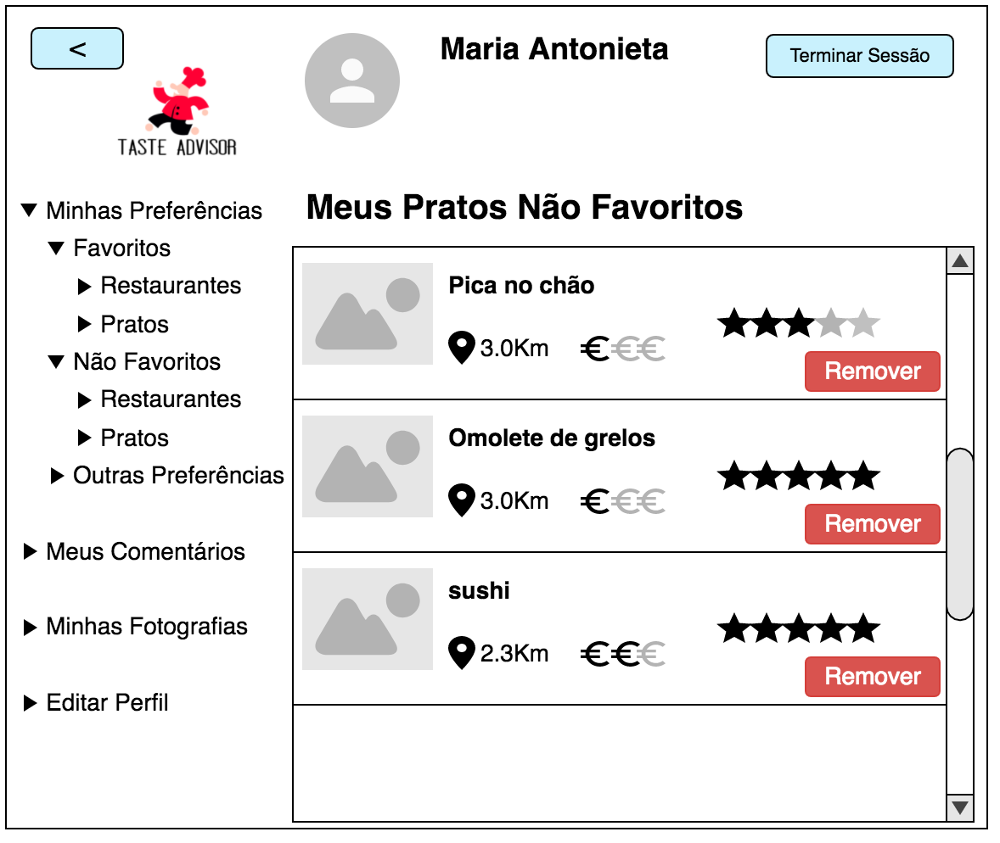 <
Maria Antonieta
Terminar Sessão
TASTE ADVISOR
Minhas Preferências
Favoritos
Restaurantes
Pratos
Não Favoritos
Restaurantes
Pratos
Outras Preferências
Meus Comentários
Minhas Fotografias
Editar Perfil
Meus Pratos Não Favoritos
Pica no chão
3.0Km €€€
Remover
Omolete de grelos
3.0Km €€€
Remover
sushi
2.3Km €€€
Remover